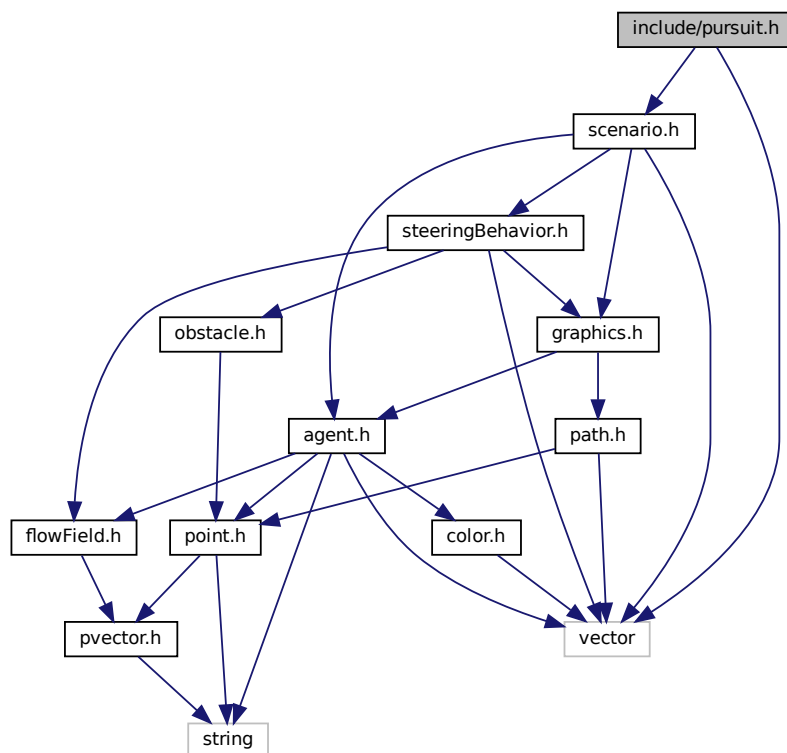 include/pursuit.h
scenario.h
steeringBehavior.h
obstacle.h
graphics.h
agent.h
path.h
flowField.h
point.h
color.h
pvector.h
vector
string